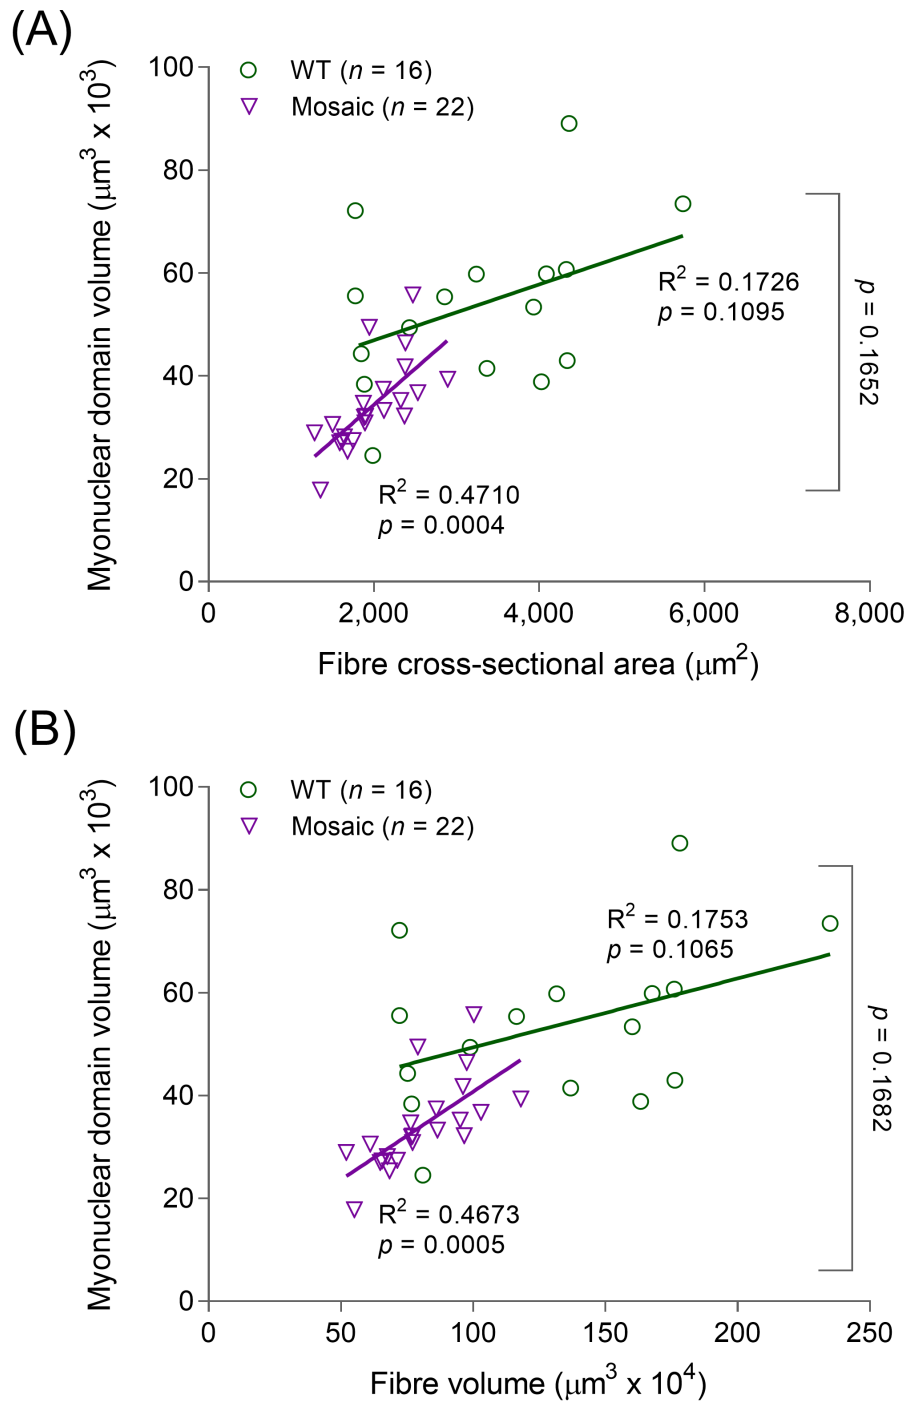 (A)
Myonuclear domain volume (μm³ x 10³)
100
80
60
40
20
0
WT (n = 16)
Mosaic (n = 22)
R² = 0.1726
p = 0.1095
p = 0.1652
R² = 0.4710
p = 0.0004
0 2,000 4,000 6,000 8,000
Fibre cross-sectional area (μm²)
(B)
Myonuclear domain volume (μm³ x 10³)
100
80
60
40
20
0
WT (n = 16)
Mosaic (n = 22)
R² = 0.1753
p = 0.1065
p = 0.1682
R² = 0.4673
p = 0.0005
0 50 100 150 200 250
Fibre volume (μm³ x 10⁴)